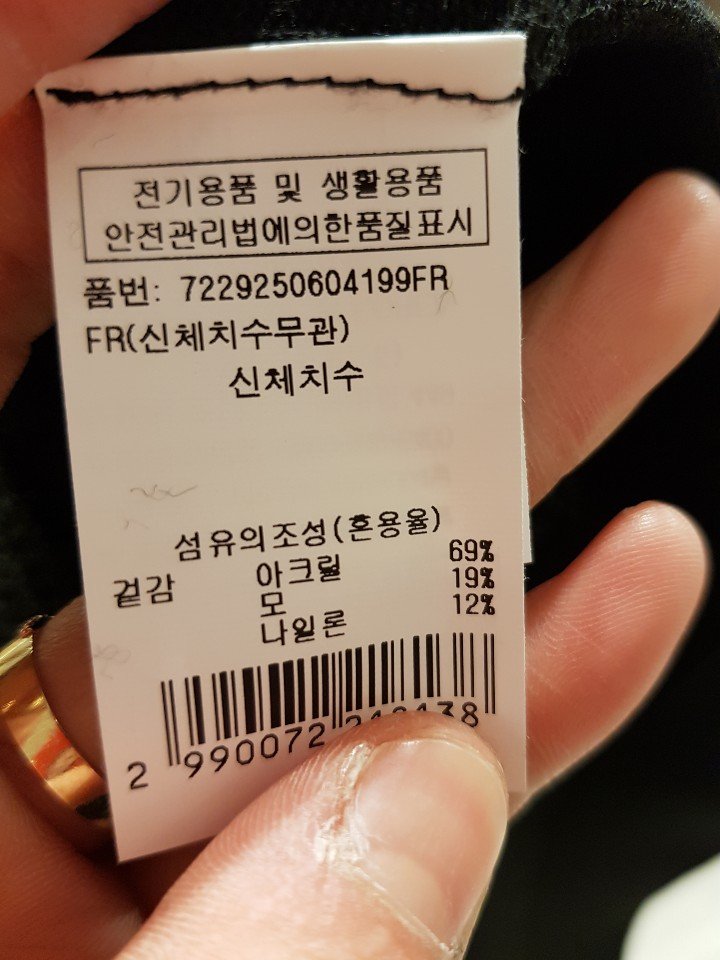 전기용품 및 생활용품
안전관리법에의한품질표시
품번: 7229250604199FR
FR(신체치수무관)
신체치수
섬유의조성(혼용율)
겉감 아크릴 69%
모 19%
나일론 12%
2 990072